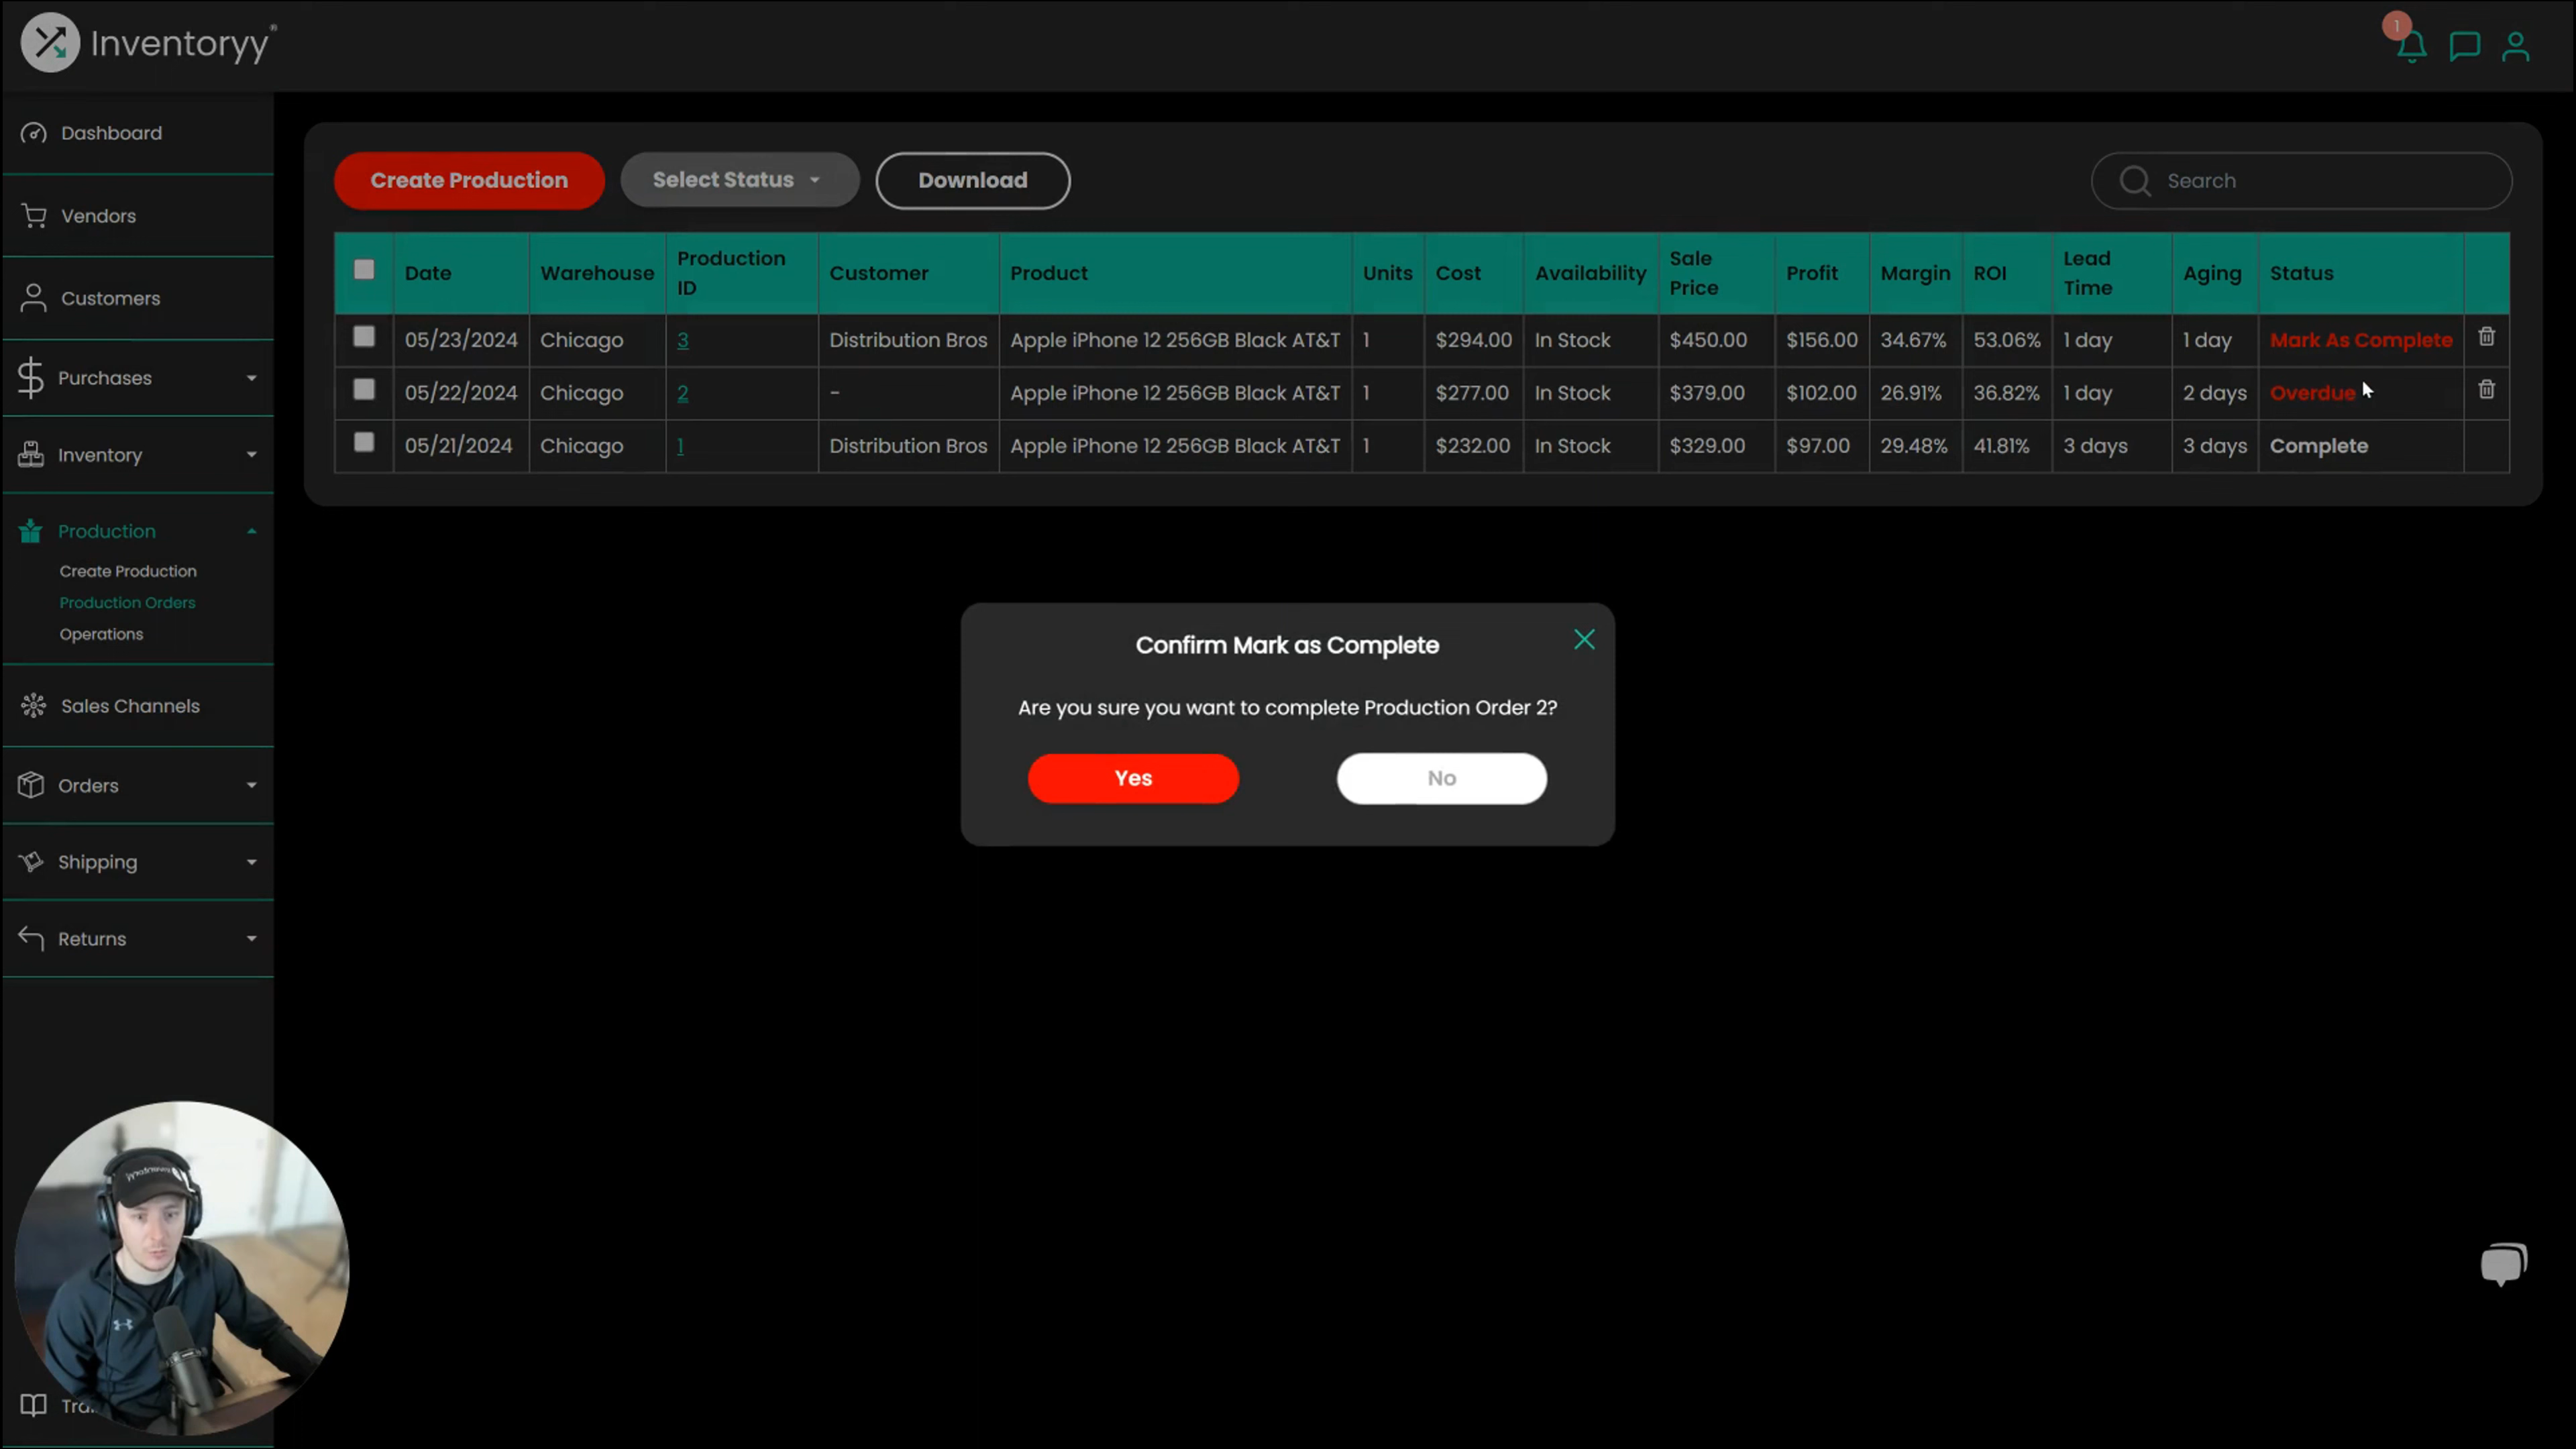 Inventoryy®
1
Dashboard
Vendors
Customers
Purchases
Inventory
Production
Create Production
Production Orders
Operations
Sales Channels
Orders
Shipping
Returns
Create Production
Select Status
Download
Search
Date
Warehouse
Production
ID
Customer
Product
Units
Cost
Availability
Sale
Price
Profit
Margin
ROI
Lead
Time
Aging
Status
05/23/2024 Chicago 3 Distribution Bros Apple iPhone 12 256GB Black AT&T 1 $294.00 In Stock $450.00 $156.00 34.67% 53.06% 1 day 1 day Mark As Complete
05/22/2024 Chicago 2 - Apple iPhone 12 256GB Black AT&T 1 $277.00 In Stock $379.00 $102.00 26.91% 36.82% 1 day 2 days Overdue
05/21/2024 Chicago 1 Distribution Bros Apple iPhone 12 256GB Black AT&T 1 $232.00 In Stock $329.00 $97.00 29.48% 41.81% 3 days 3 days Complete
Confirm Mark as Complete
Are you sure you want to complete Production Order 2?
Yes
No